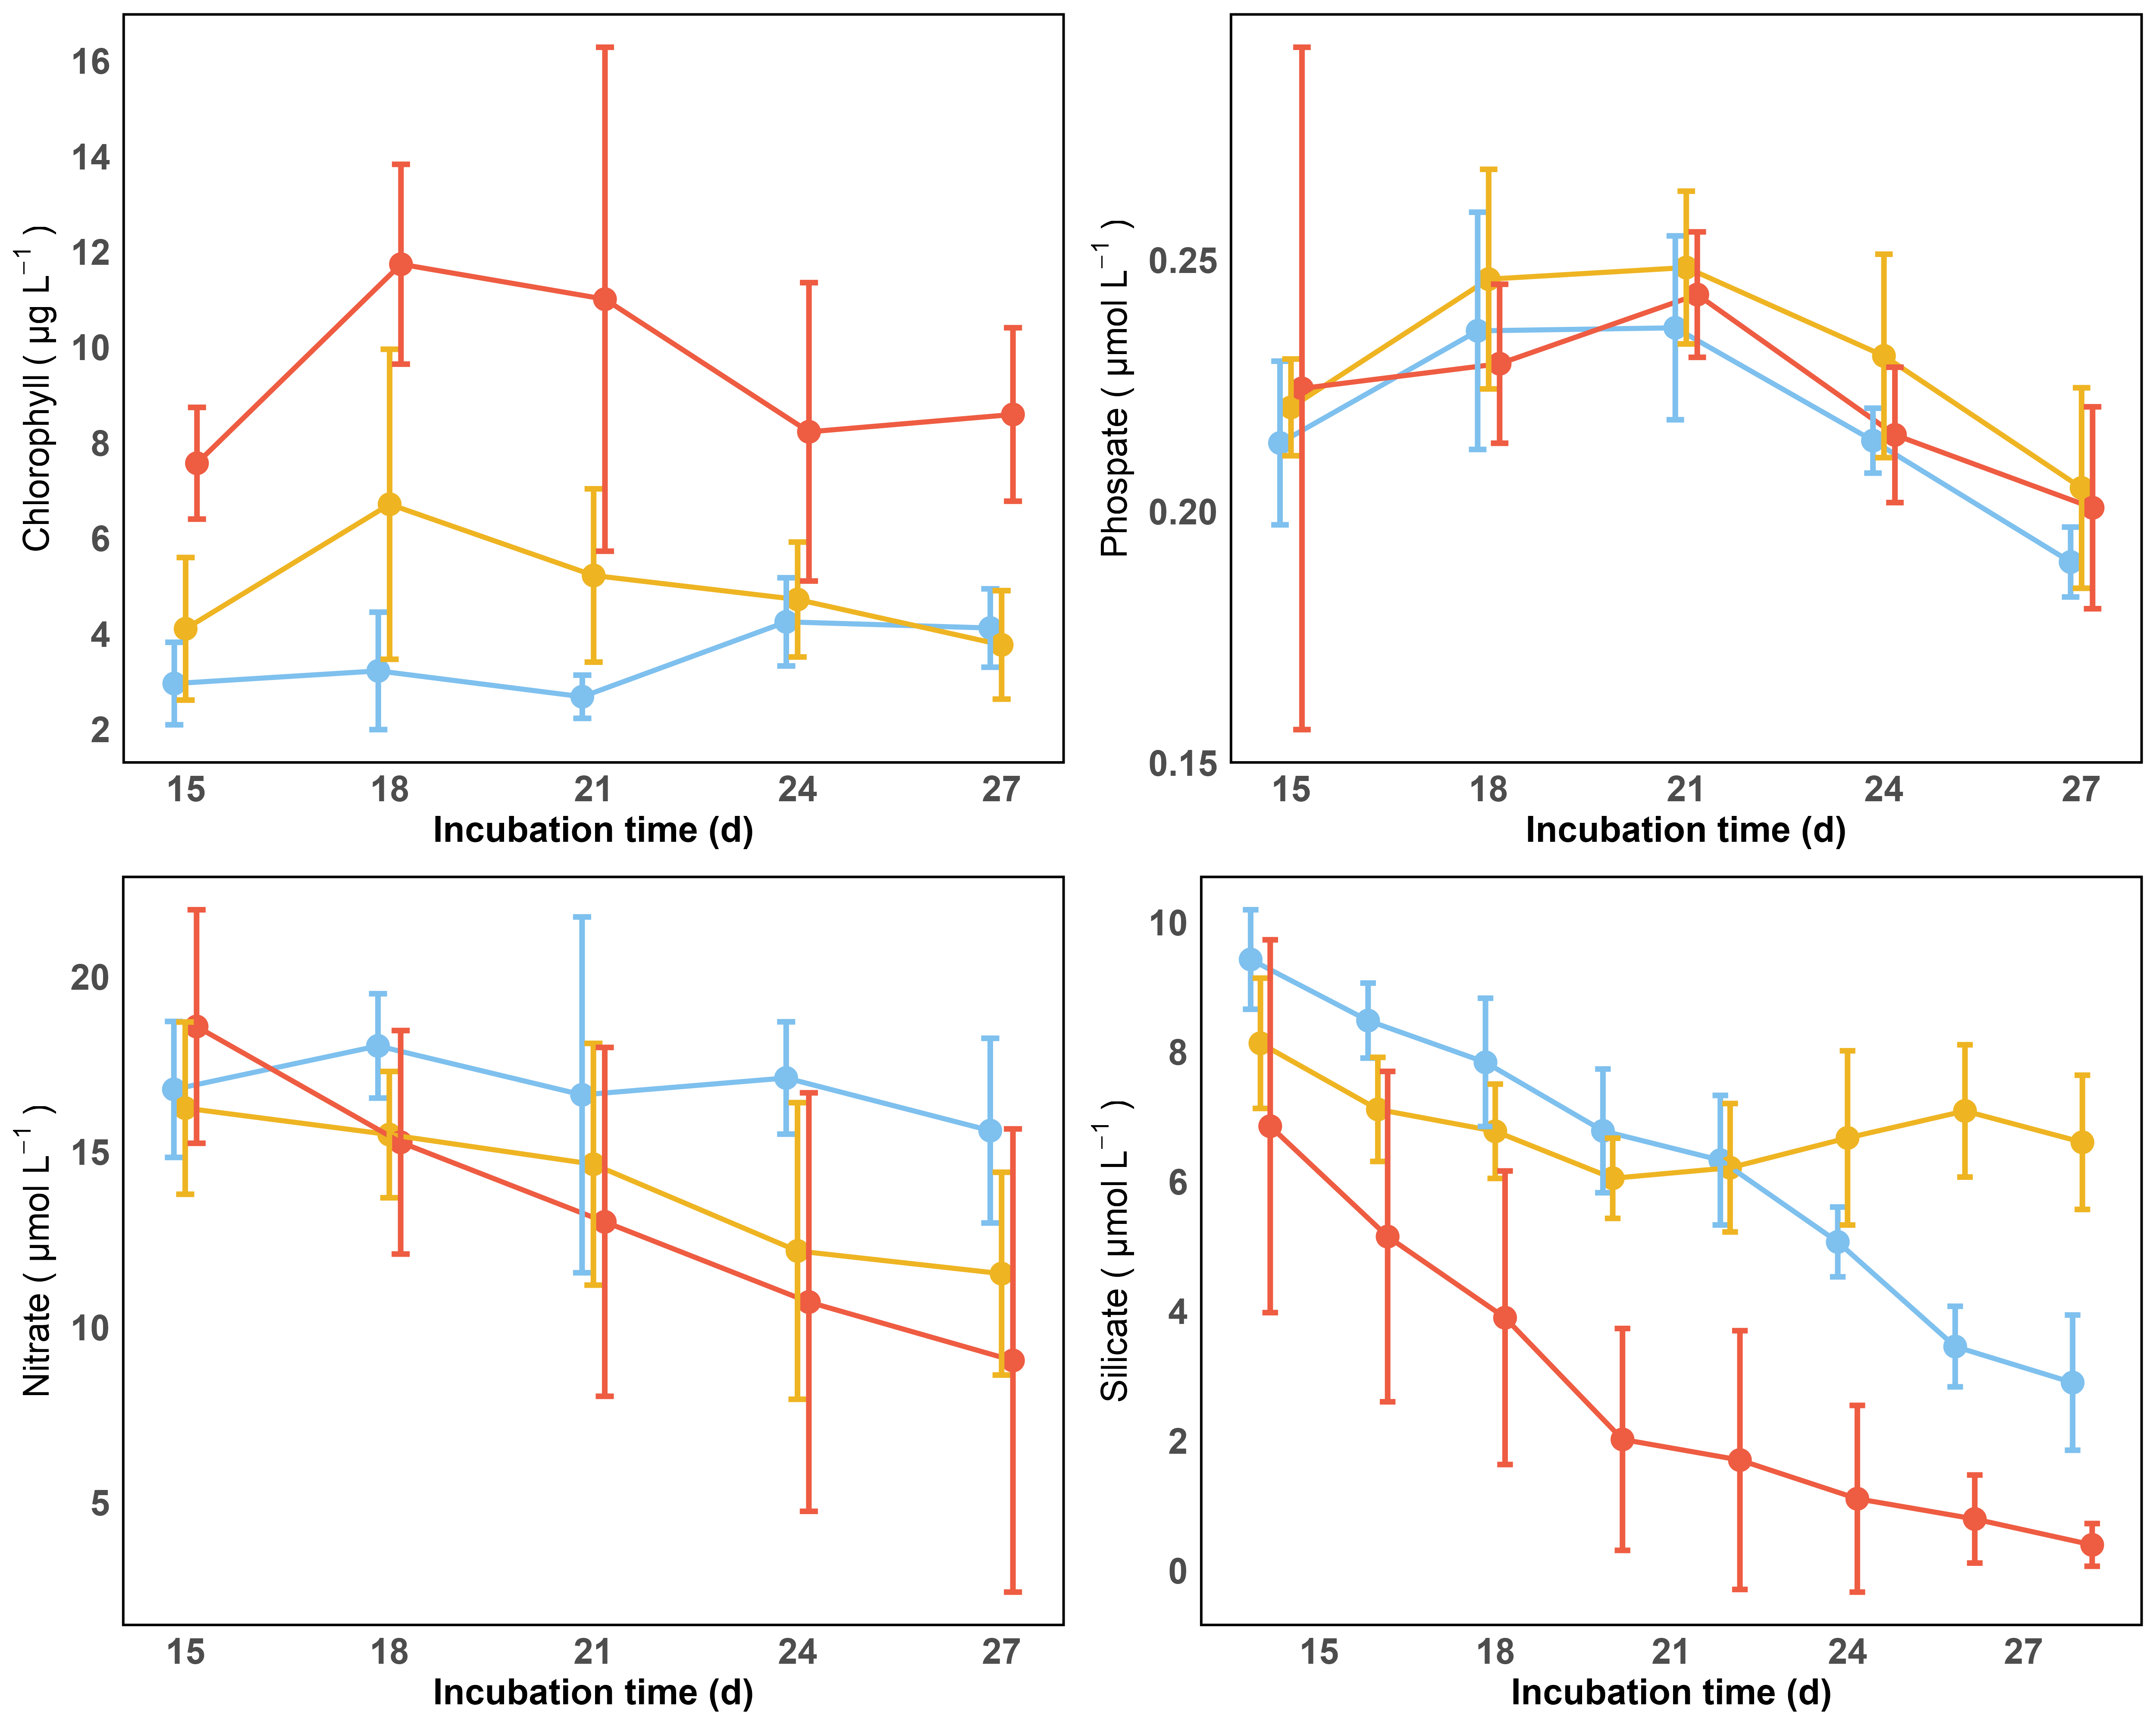 Chlorophyll ( µg L⁻¹ )
16
14
12
10
8
6
4
2
15 18 21 24 27
Incubation time (d)
Phospate ( µmol L⁻¹ )
0.25
0.20
0.15
15 18 21 24 27
Incubation time (d)
Nitrate ( µmol L⁻¹ )
20
15
10
5
15 18 21 24 27
Incubation time (d)
Silicate ( µmol L⁻¹ )
10
8
6
4
2
0
15 18 21 24 27
Incubation time (d)